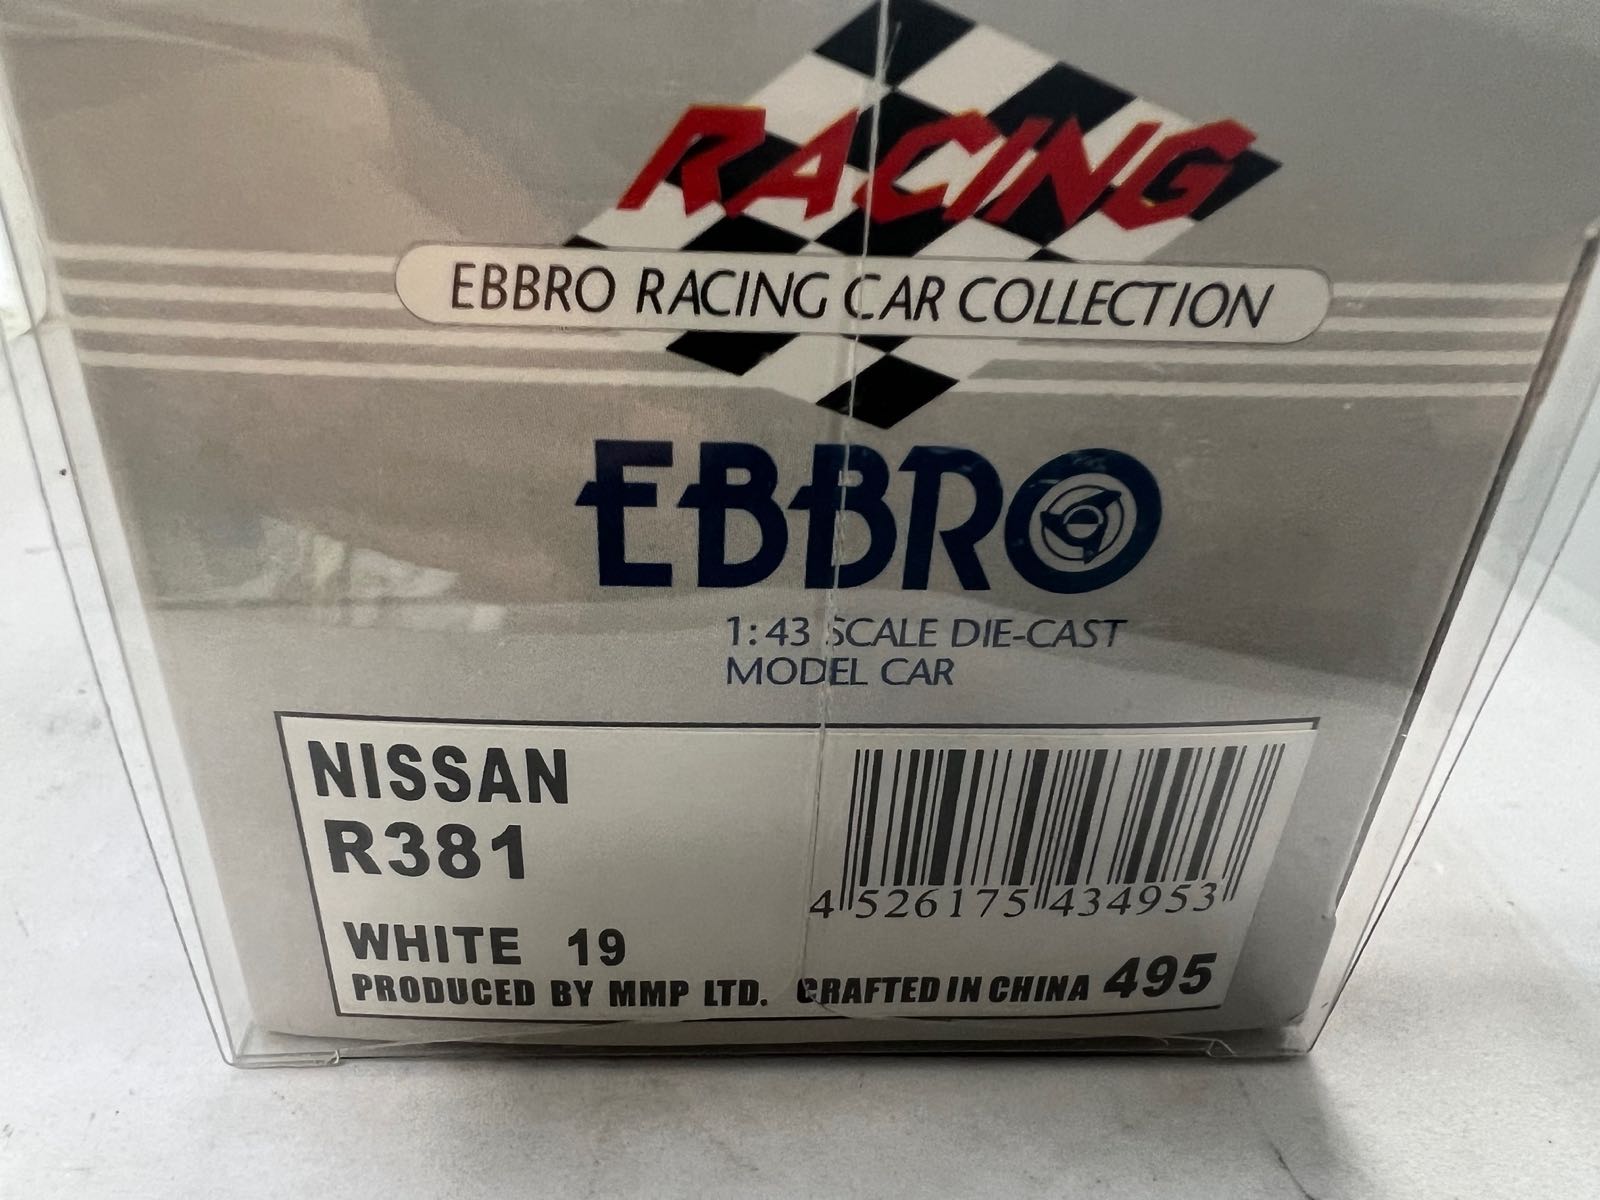 RACING
EBBRO RACING CAR COLLECTION
EBBRO
1:43 SCALE DIE-CAST
MODEL CAR
NISSAN
R381
4 526175 434953
WHITE 19
PRODUCED BY MMP LTD. CRAFTED IN CHINA 495